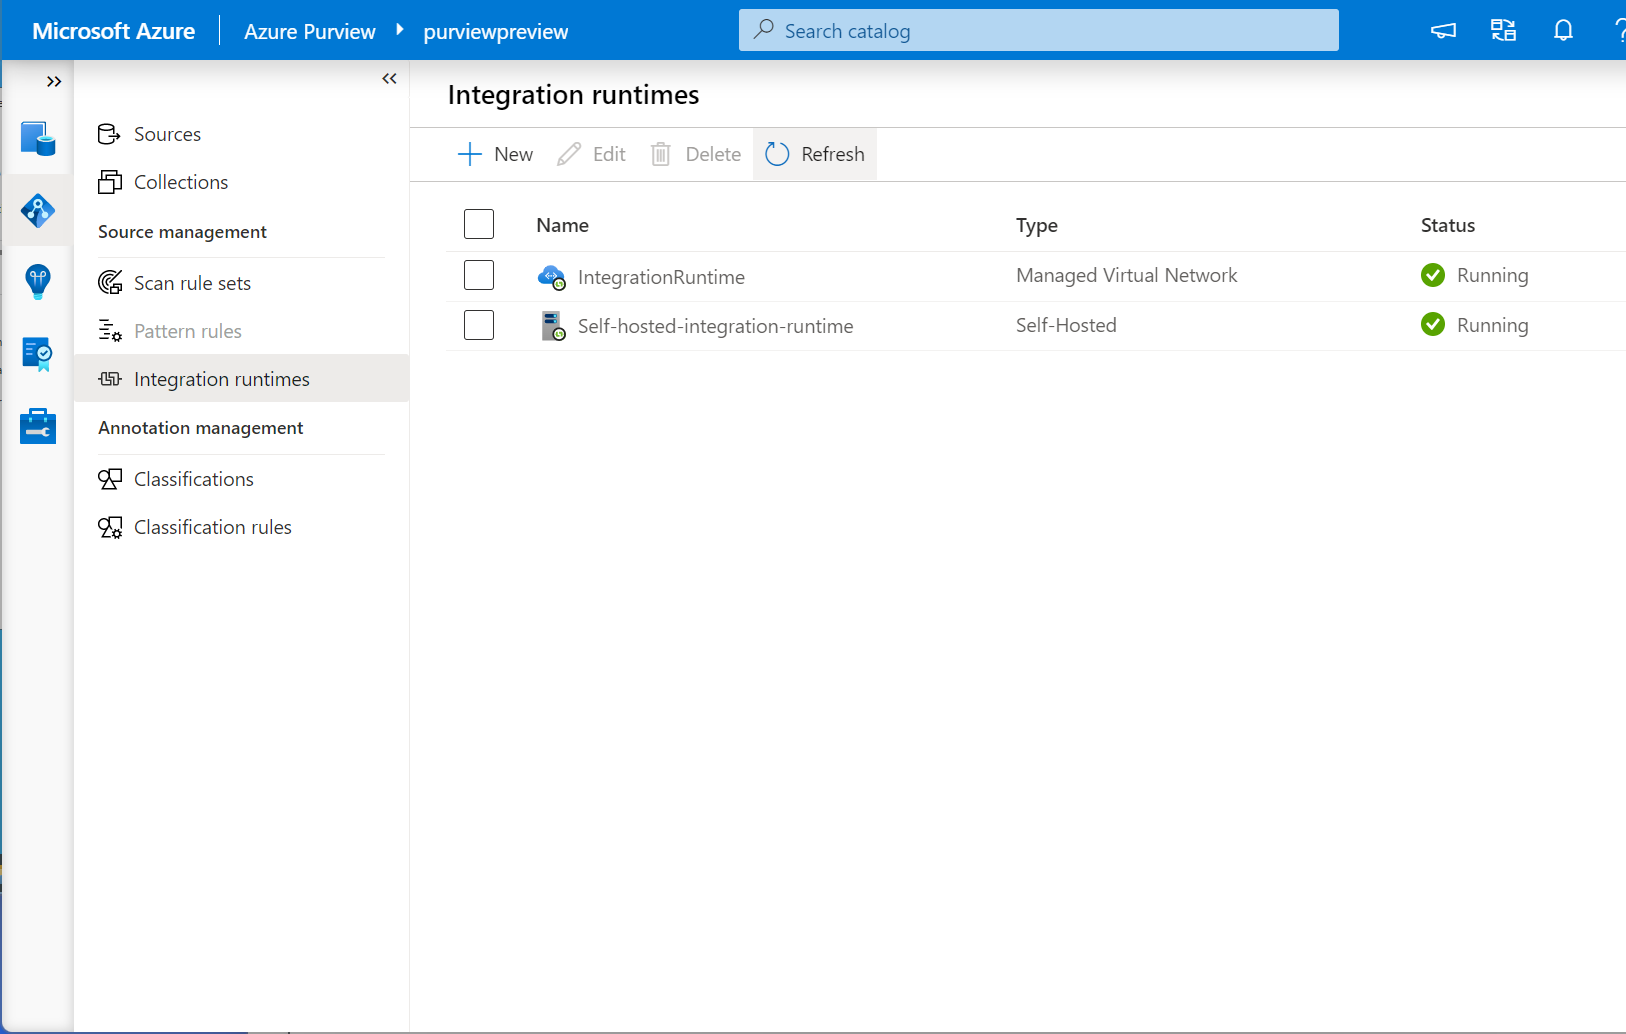 Microsoft Azure
Azure Purview
purviewpreview
Search catalog
Sources
Collections
Source management
Scan rule sets
Pattern rules
Integration runtimes
Annotation management
Classifications
Classification rules
Integration runtimes
New Edit Delete Refresh
Name Type Status
IntegrationRuntime Managed Virtual Network Running
Self-hosted-integration-runtime Self-Hosted Running